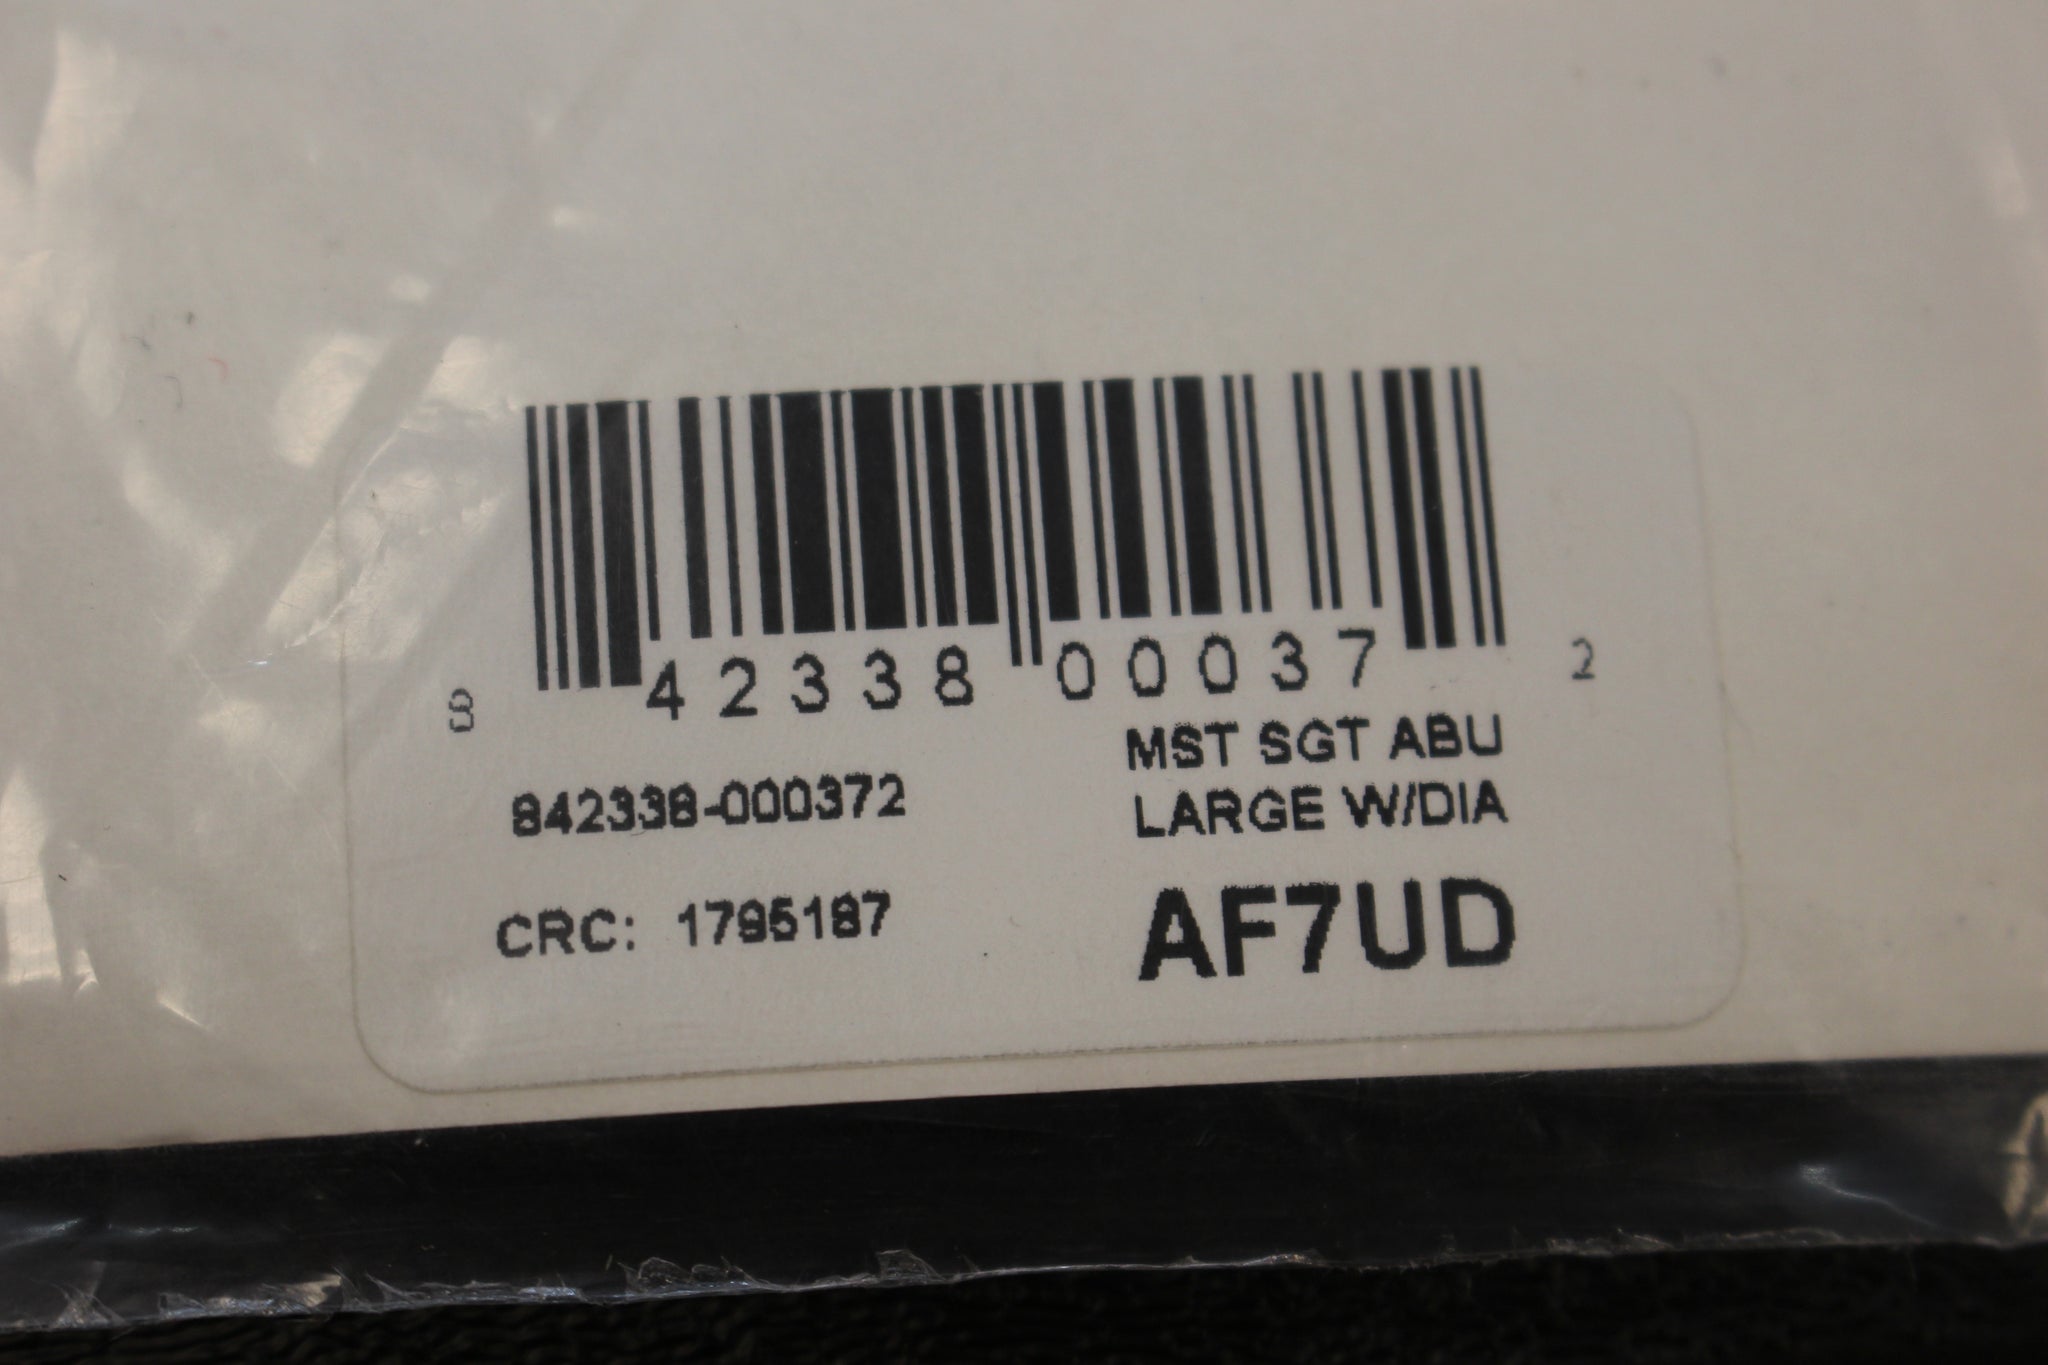 8 42338 00037 2
842338-000372
MST SGT ABU
LARGE W/DIA
CRC: 1795187
AF7UD